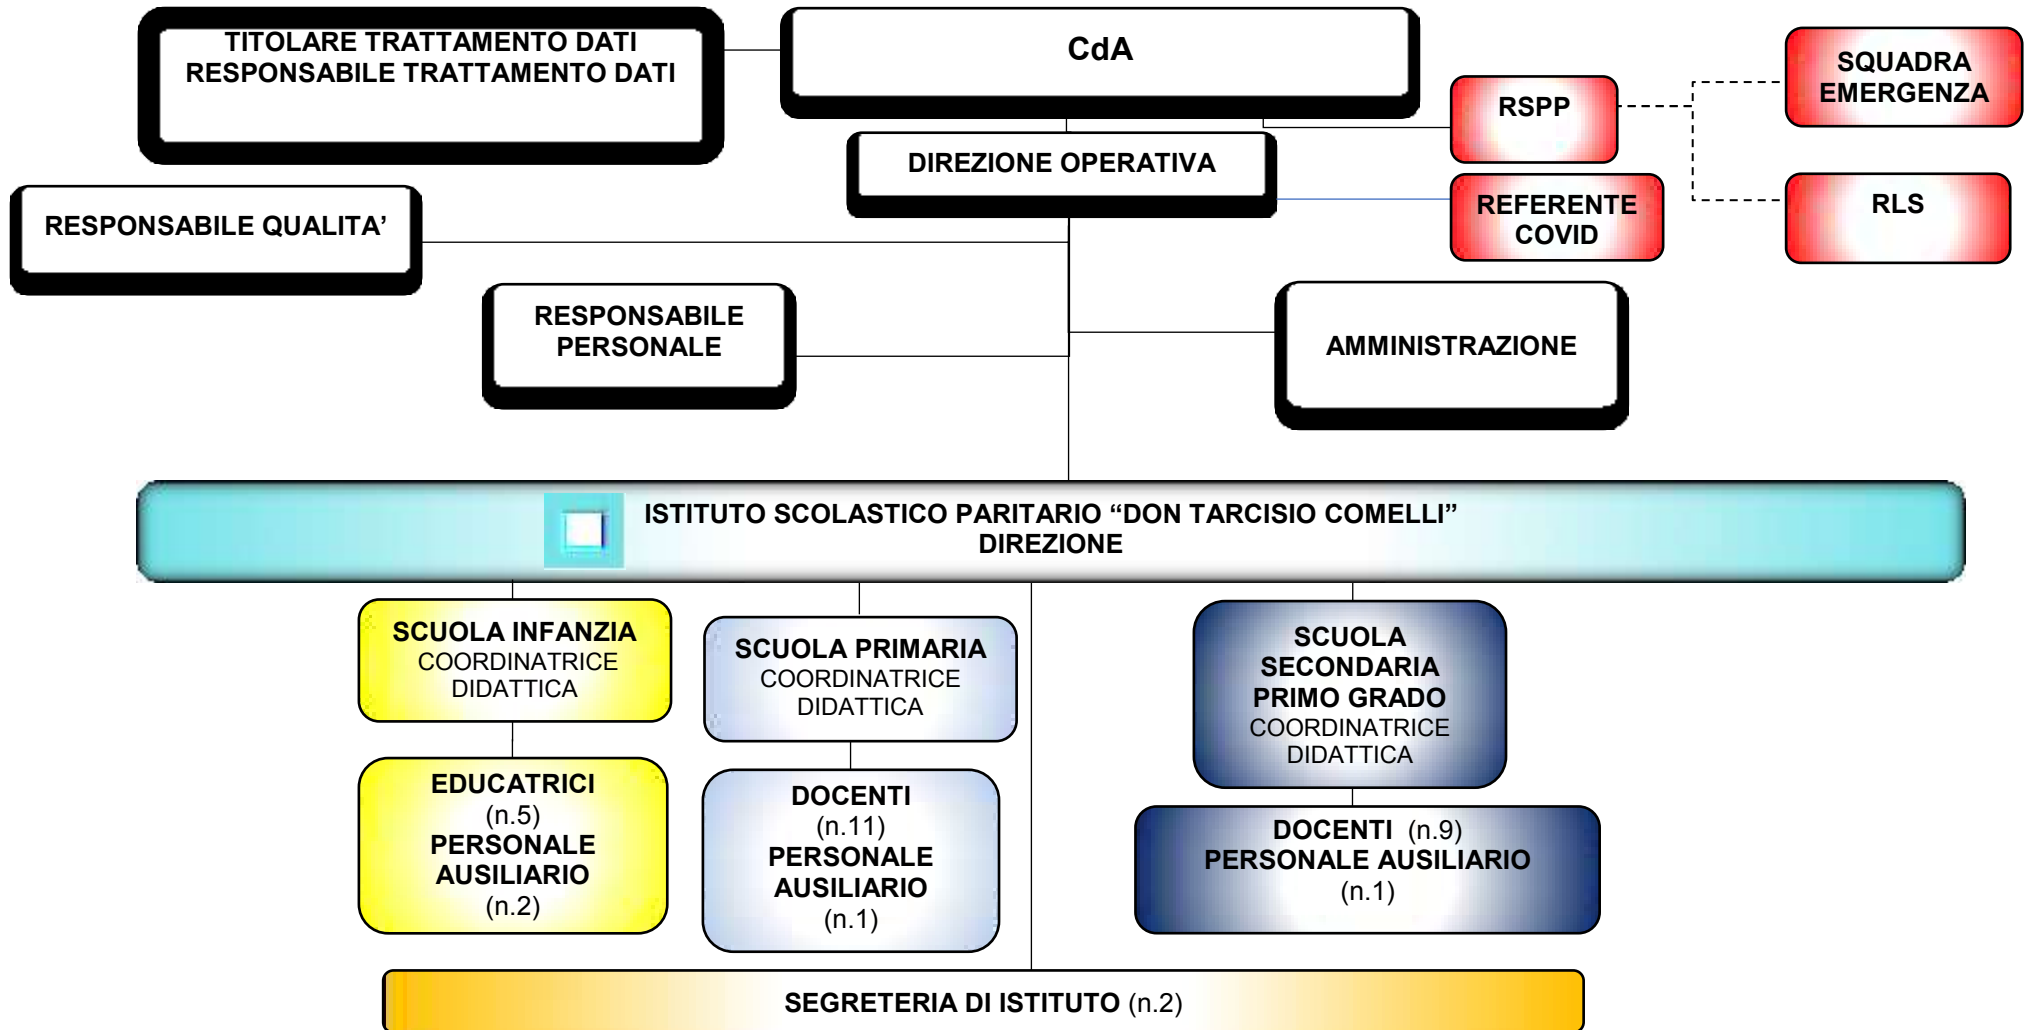 TITOLARE TRATTAMENTO DATI
RESPONSABILE TRATTAMENTO DATI
CdA
SQUADRA
EMERGENZA
RSPP
DIREZIONE OPERATIVA
REFERENTE
COVID
RLS
RESPONSABILE QUALITA’
RESPONSABILE
PERSONALE
AMMINISTRAZIONE
ISTITUTO SCOLASTICO PARITARIO “DON TARCISIO COMELLI”
DIREZIONE
SCUOLA INFANZIA
COORDINATRICE
DIDATTICA
SCUOLA PRIMARIA
COORDINATRICE
DIDATTICA
SCUOLA
SECONDARIA
PRIMO GRADO
COORDINATRICE
DIDATTICA
EDUCATRICI
(n.5)
PERSONALE
AUSILIARIO
(n.2)
DOCENTI
(n.11)
PERSONALE
AUSILIARIO
(n.1)
DOCENTI (n.9)
PERSONALE AUSILIARIO
(n.1)
SEGRETERIA DI ISTITUTO (n.2)